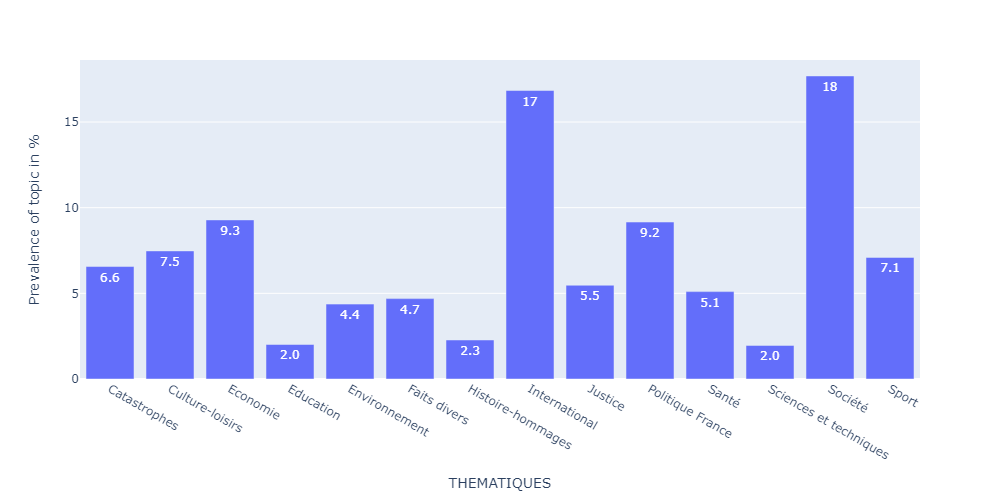 Prevalence of topic in %
15
10
5
0
6.6
7.5
9.3
2.0
4.4
4.7
2.3
17
5.5
9.2
5.1
2.0
18
7.1
Catastrophes
Culture-loisirs
Economie
Education
Environnement
Faits divers
Histoire-hommages
International
Justice
Politique France
Santé
Sciences et techniques
Société
Sport
THEMATIQUES